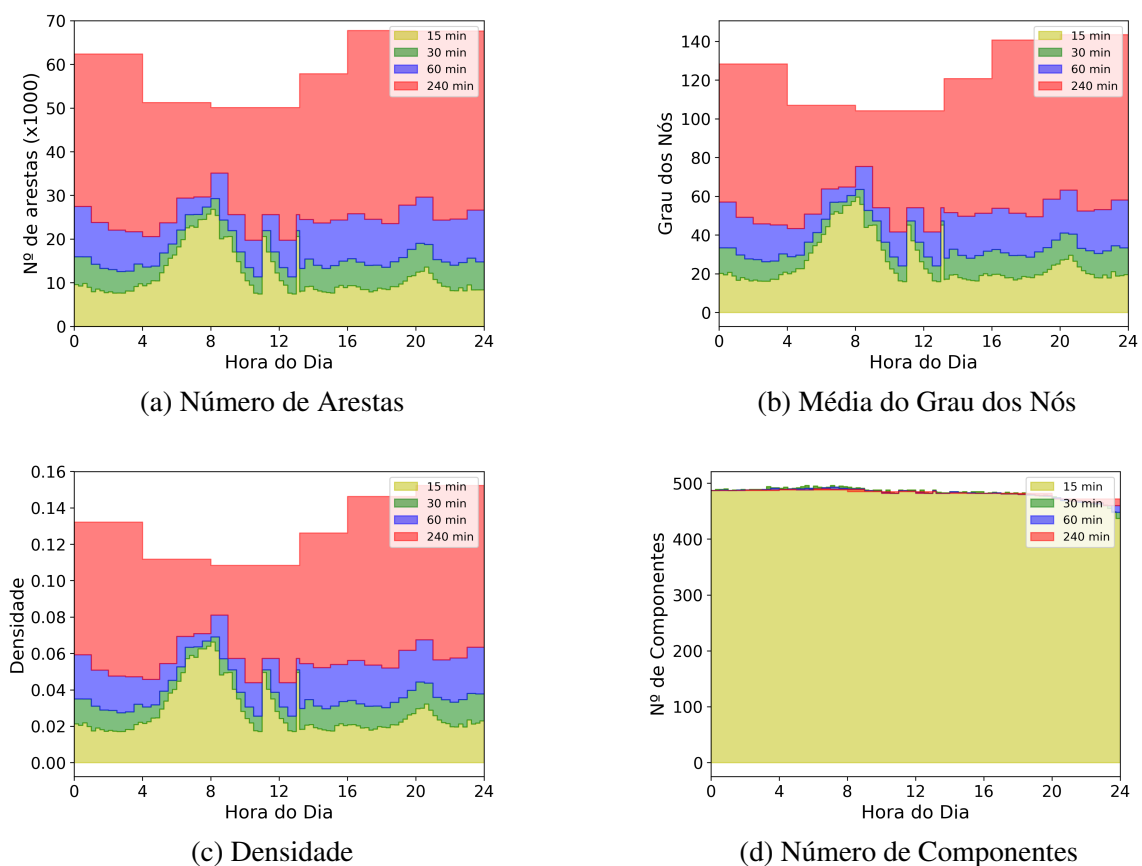 70
60
50
40
30
20
10
0
Nº de arestas (x1000)
15 min
30 min
60 min
240 min
0 4 8 12 16 20 24
Hora do Dia
(a) Número de Arestas
140
120
100
80
60
40
20
0
Grau dos Nós
15 min
30 min
60 min
240 min
0 4 8 12 16 20 24
Hora do Dia
(b) Média do Grau dos Nós
0.16
0.14
0.12
0.10
0.08
0.06
0.04
0.02
0.00
Densidade
15 min
30 min
60 min
240 min
0 4 8 12 16 20 24
Hora do Dia
(c) Densidade
500
400
300
200
100
0
Nº de Componentes
15 min
30 min
60 min
240 min
0 4 8 12 16 20 24
Hora do Dia
(d) Número de Componentes